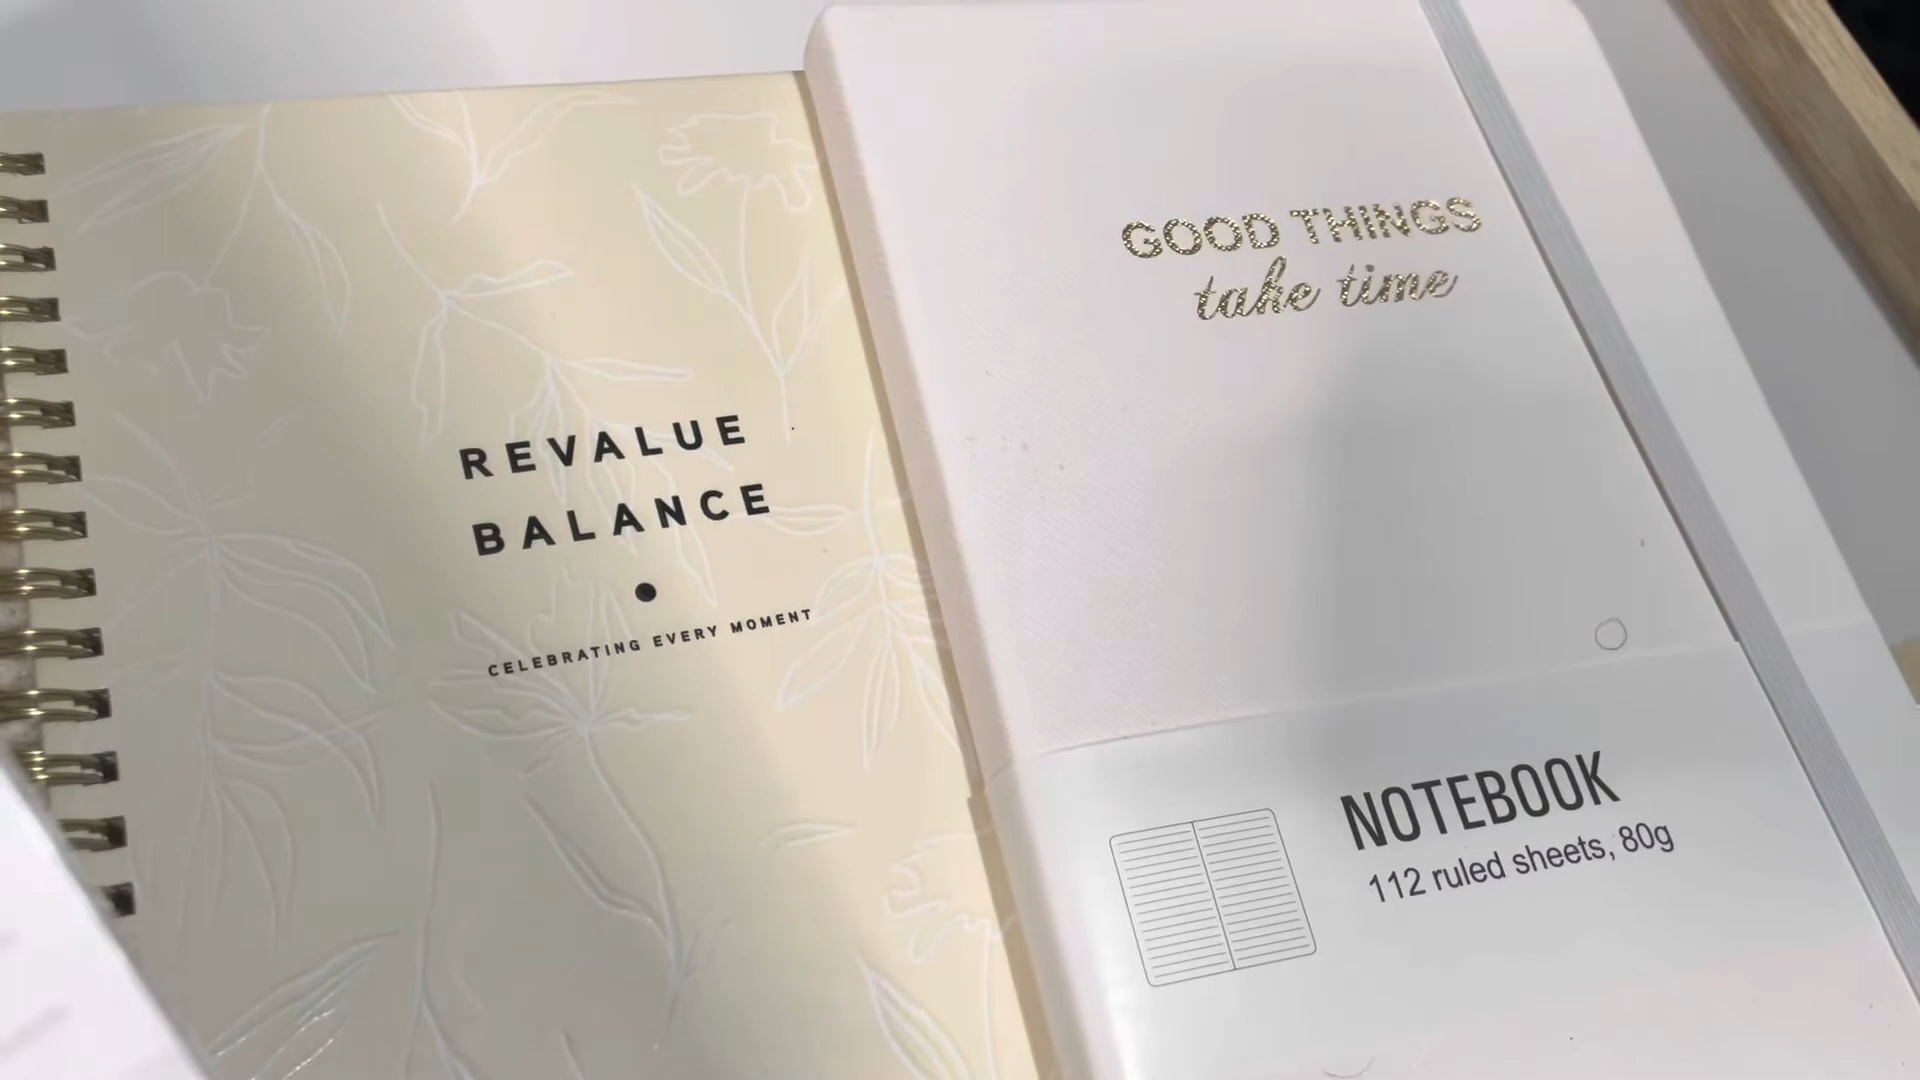 REVALUE
BALANCE
CELEBRATING EVERY MOMENT
GOOD THINGS
take time
NOTEBOOK
112 ruled sheets, 80g